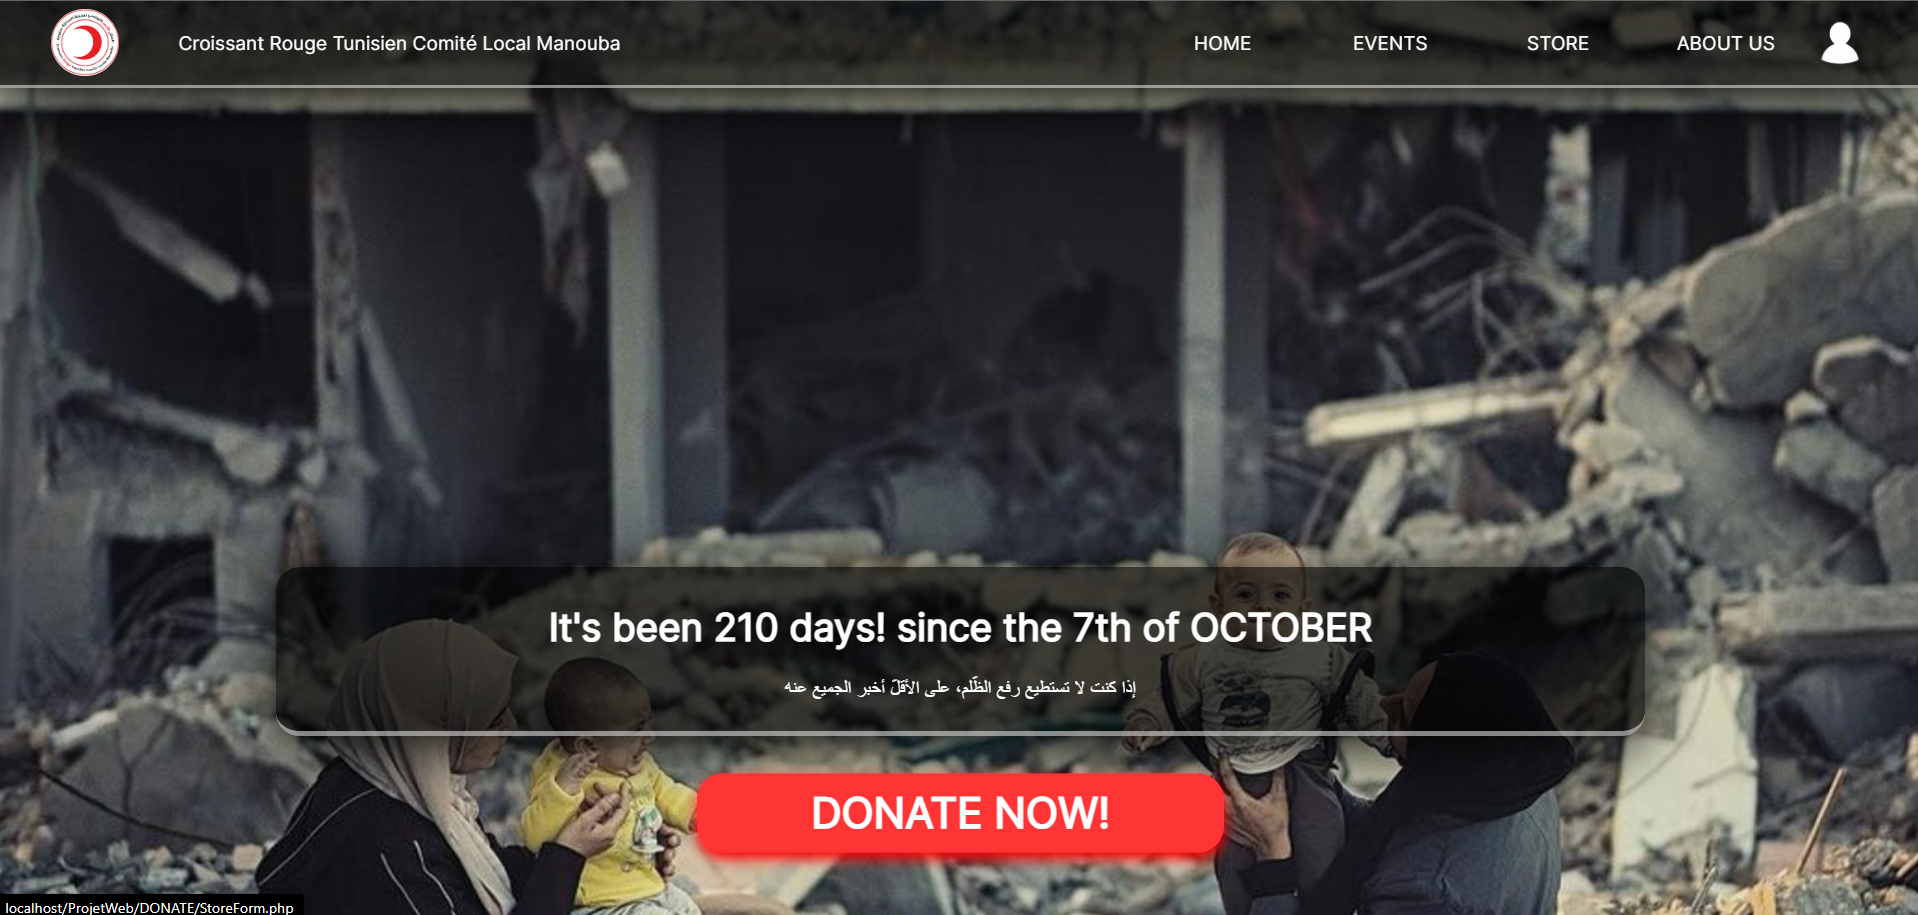 Croissant Rouge Tunisien Comité Local Manouba
HOME
EVENTS
STORE
ABOUT US
It's been 210 days! since the 7th of OCTOBER
إذا كنت لا تستطيع رفع الظّلم، على الأقلّ أخبر الجميع عنه
DONATE NOW!
localhost/ProjetWeb/DONATE/StoreForm.php